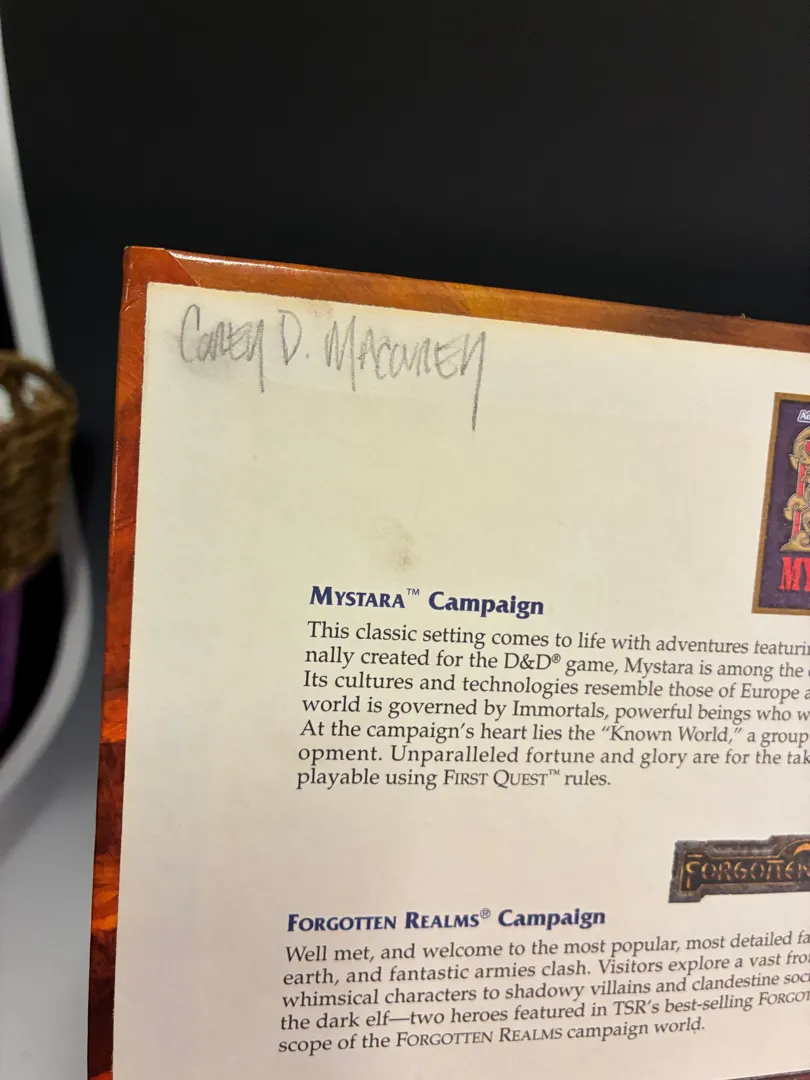 Corey D. Macourek
MYSTARA™ Campaign
This classic setting comes to life with adventures featuri
nally created for the D&D® game, Mystara is among the
Its cultures and technologies resemble those of Europe a
world is governed by Immortals, powerful beings who w
At the campaign's heart lies the “Known World,” a group
opment. Unparalleled fortune and glory are for the tak
playable using FIRST QUEST™ rules.
FORGOTTEN
FORGOTTEN REALMS® Campaign
Well met, and welcome to the most popular, most detailed fa
earth, and fantastic armies clash. Visitors explore a vast fro
whimsical characters to shadowy villains and clandestine soc
the dark elf—two heroes featured in TSR's best-selling FORGOT
scope of the FORGOTTEN REALMS campaign world.